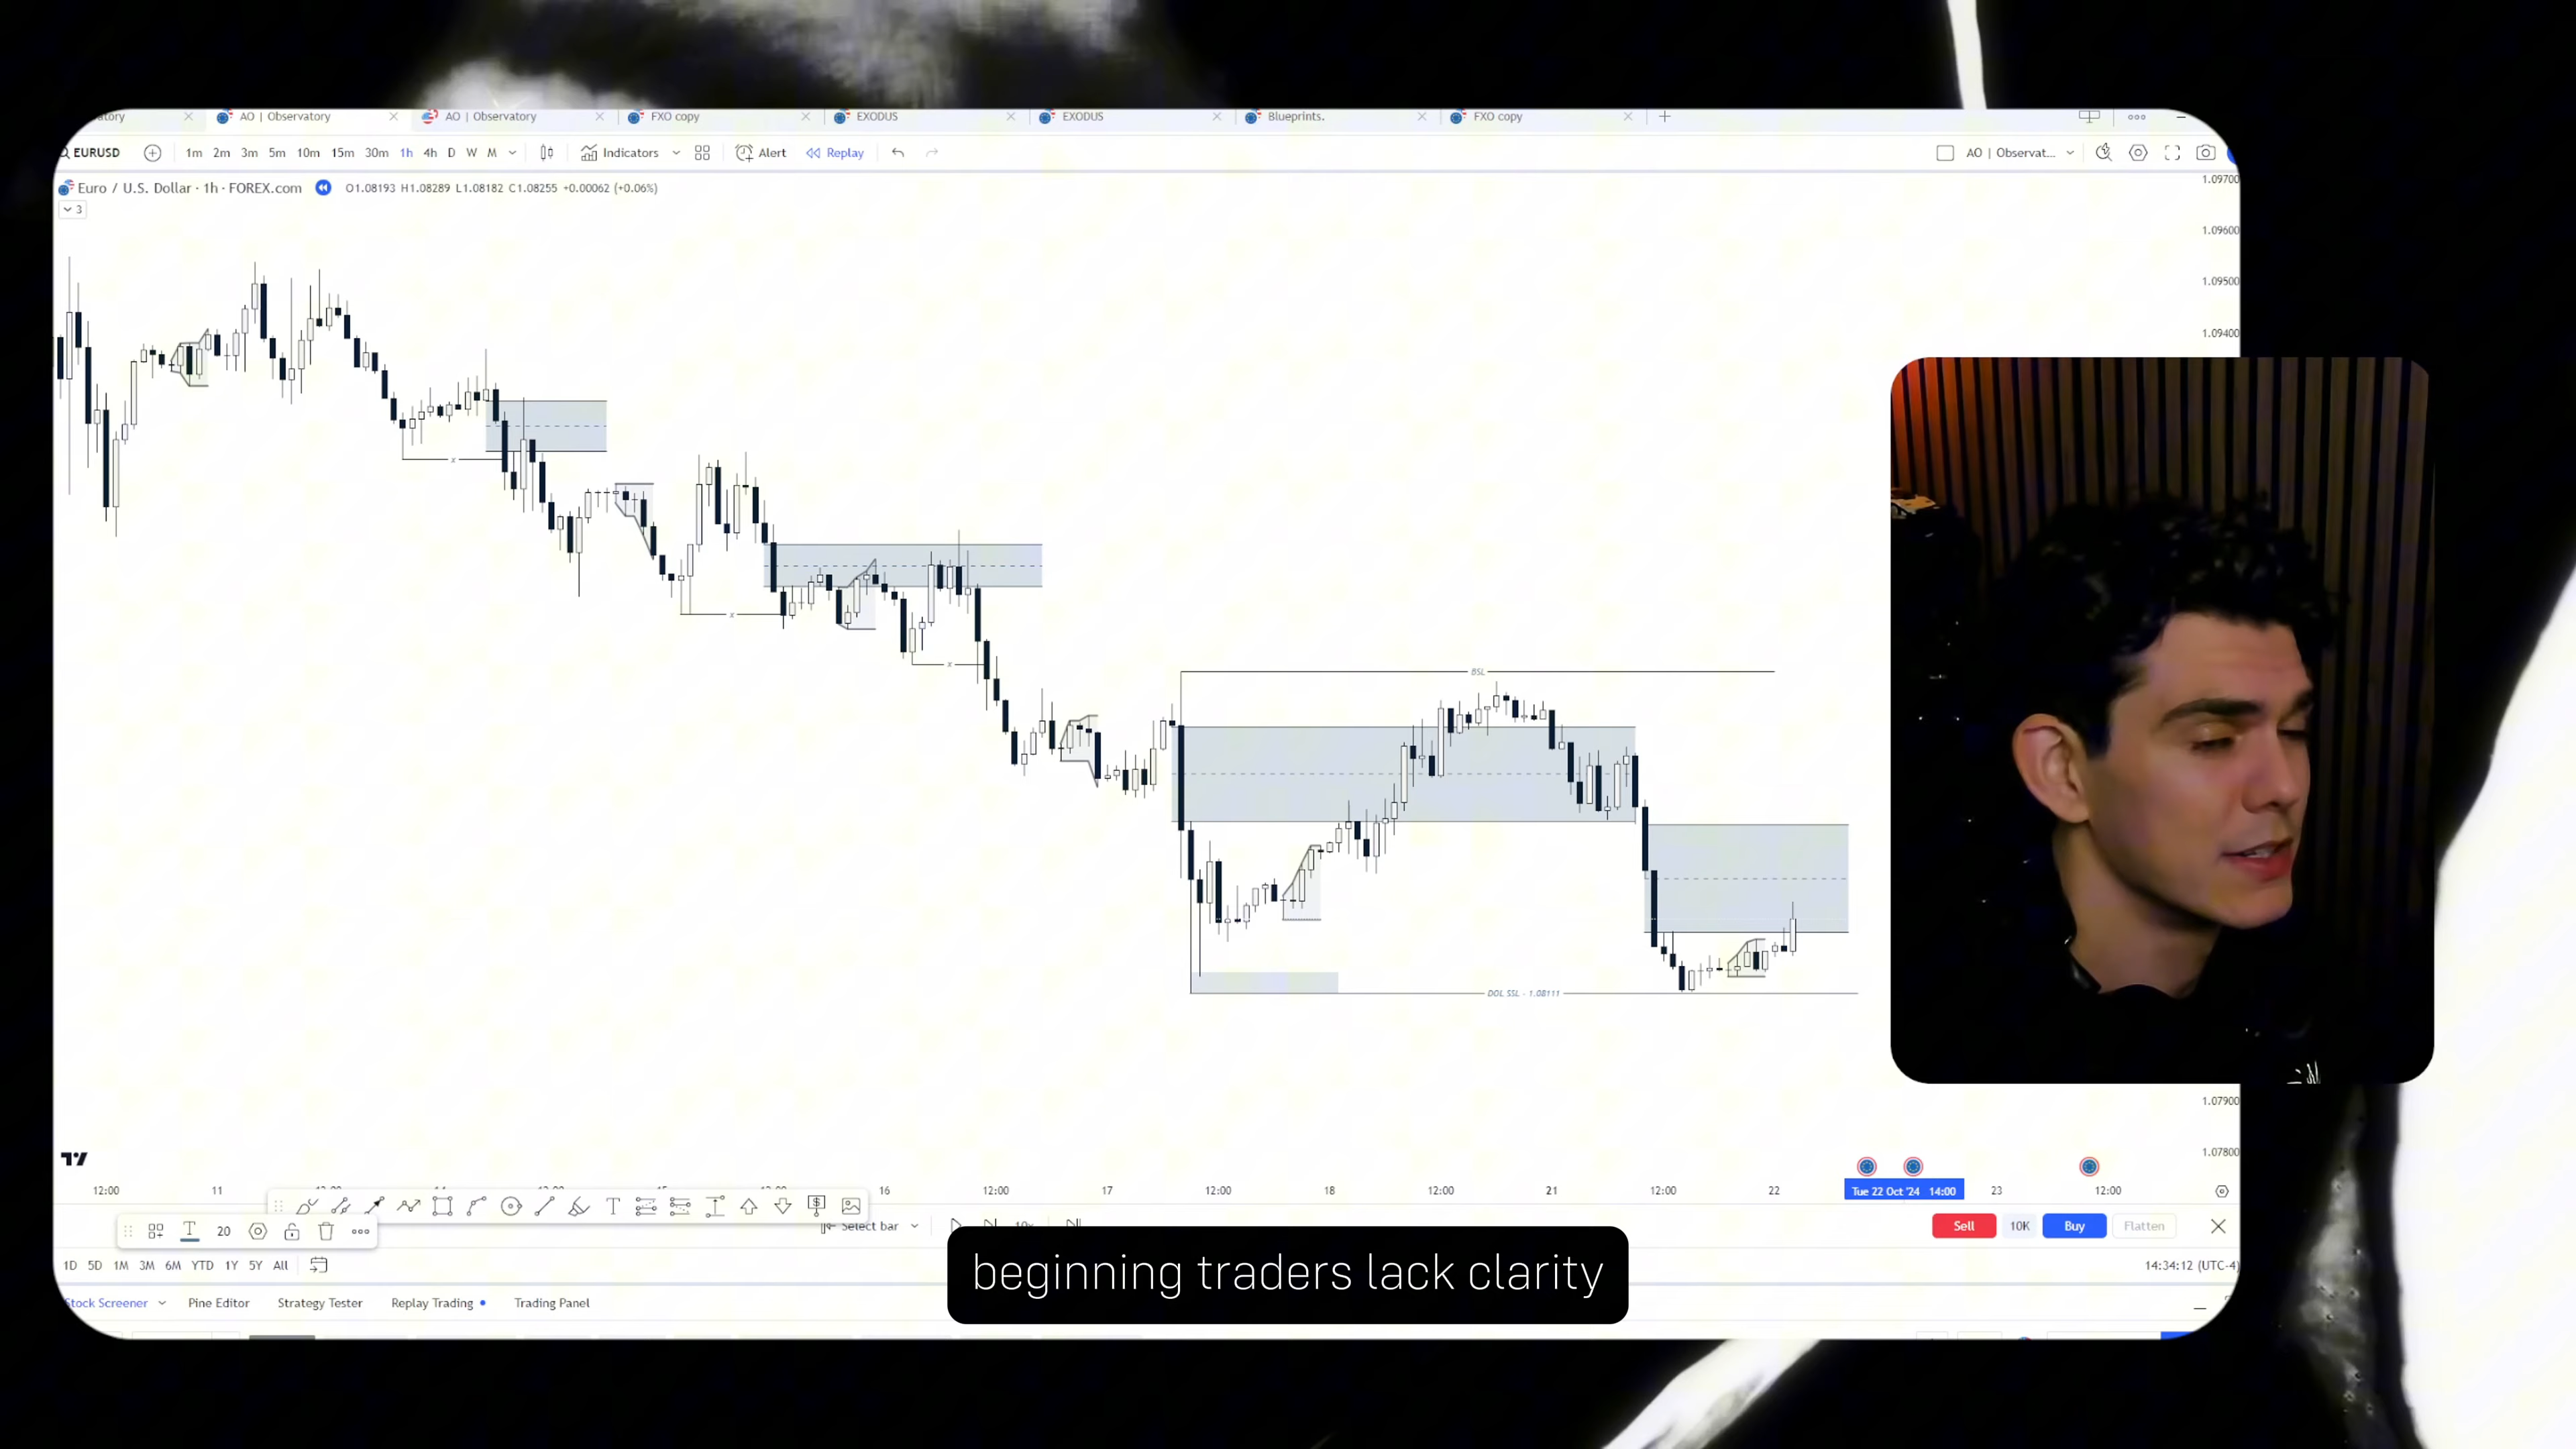 atory AO | Observatory AO | Observatory FXO copy EXODUS EXODUS Blueprints. FXO copy
EURUSD 1m 2m 3m 5m 10m 15m 30m 1h 4h D W M Indicators Alert Replay AO | Observat...
Euro / U.S. Dollar · 1h · FOREX.com O1.08193 H1.08289 L1.08182 C1.08255 +0.00062 (+0.06%)
3
1.09700
1.09600
1.09500
1.09400
x
x
x
BSL
DOL SSL - 1.08111
1.07900
1.07800
12:00 11 16 12:00 17 12:00 18 12:00 21 12:00 22 Tue 22 Oct '24 14:00 23 12:00
Select bar Sell 10K Buy Flatten
20
1D 5D 1M 3M 6M YTD 1Y 5Y All 14:34:12 (UTC-4)
beginning traders lack clarity
Stock Screener Pine Editor Strategy Tester Replay Trading Trading Panel